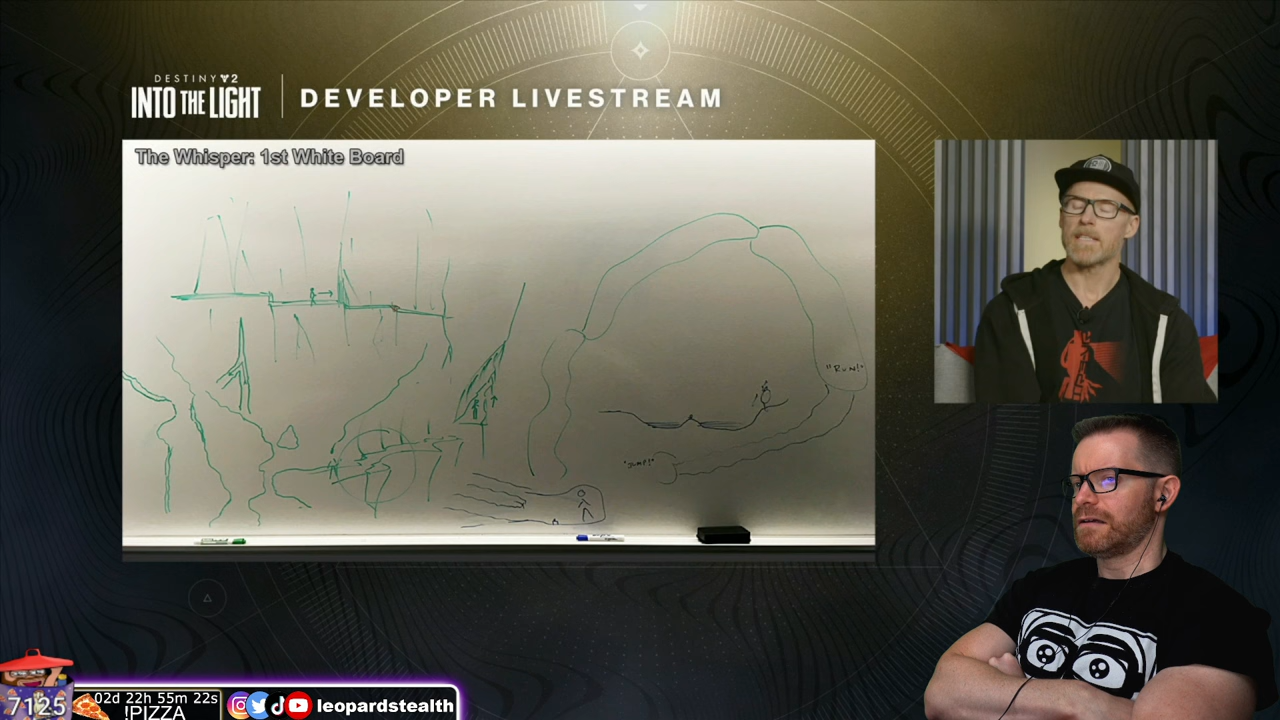 DESTINY 2
INTO THE LIGHT
DEVELOPER LIVESTREAM
The Whisper: 1st White Board
"RUN!"
"JUMP!"
7125
02d 22h 55m 22s
!PIZZA
leopardstealth